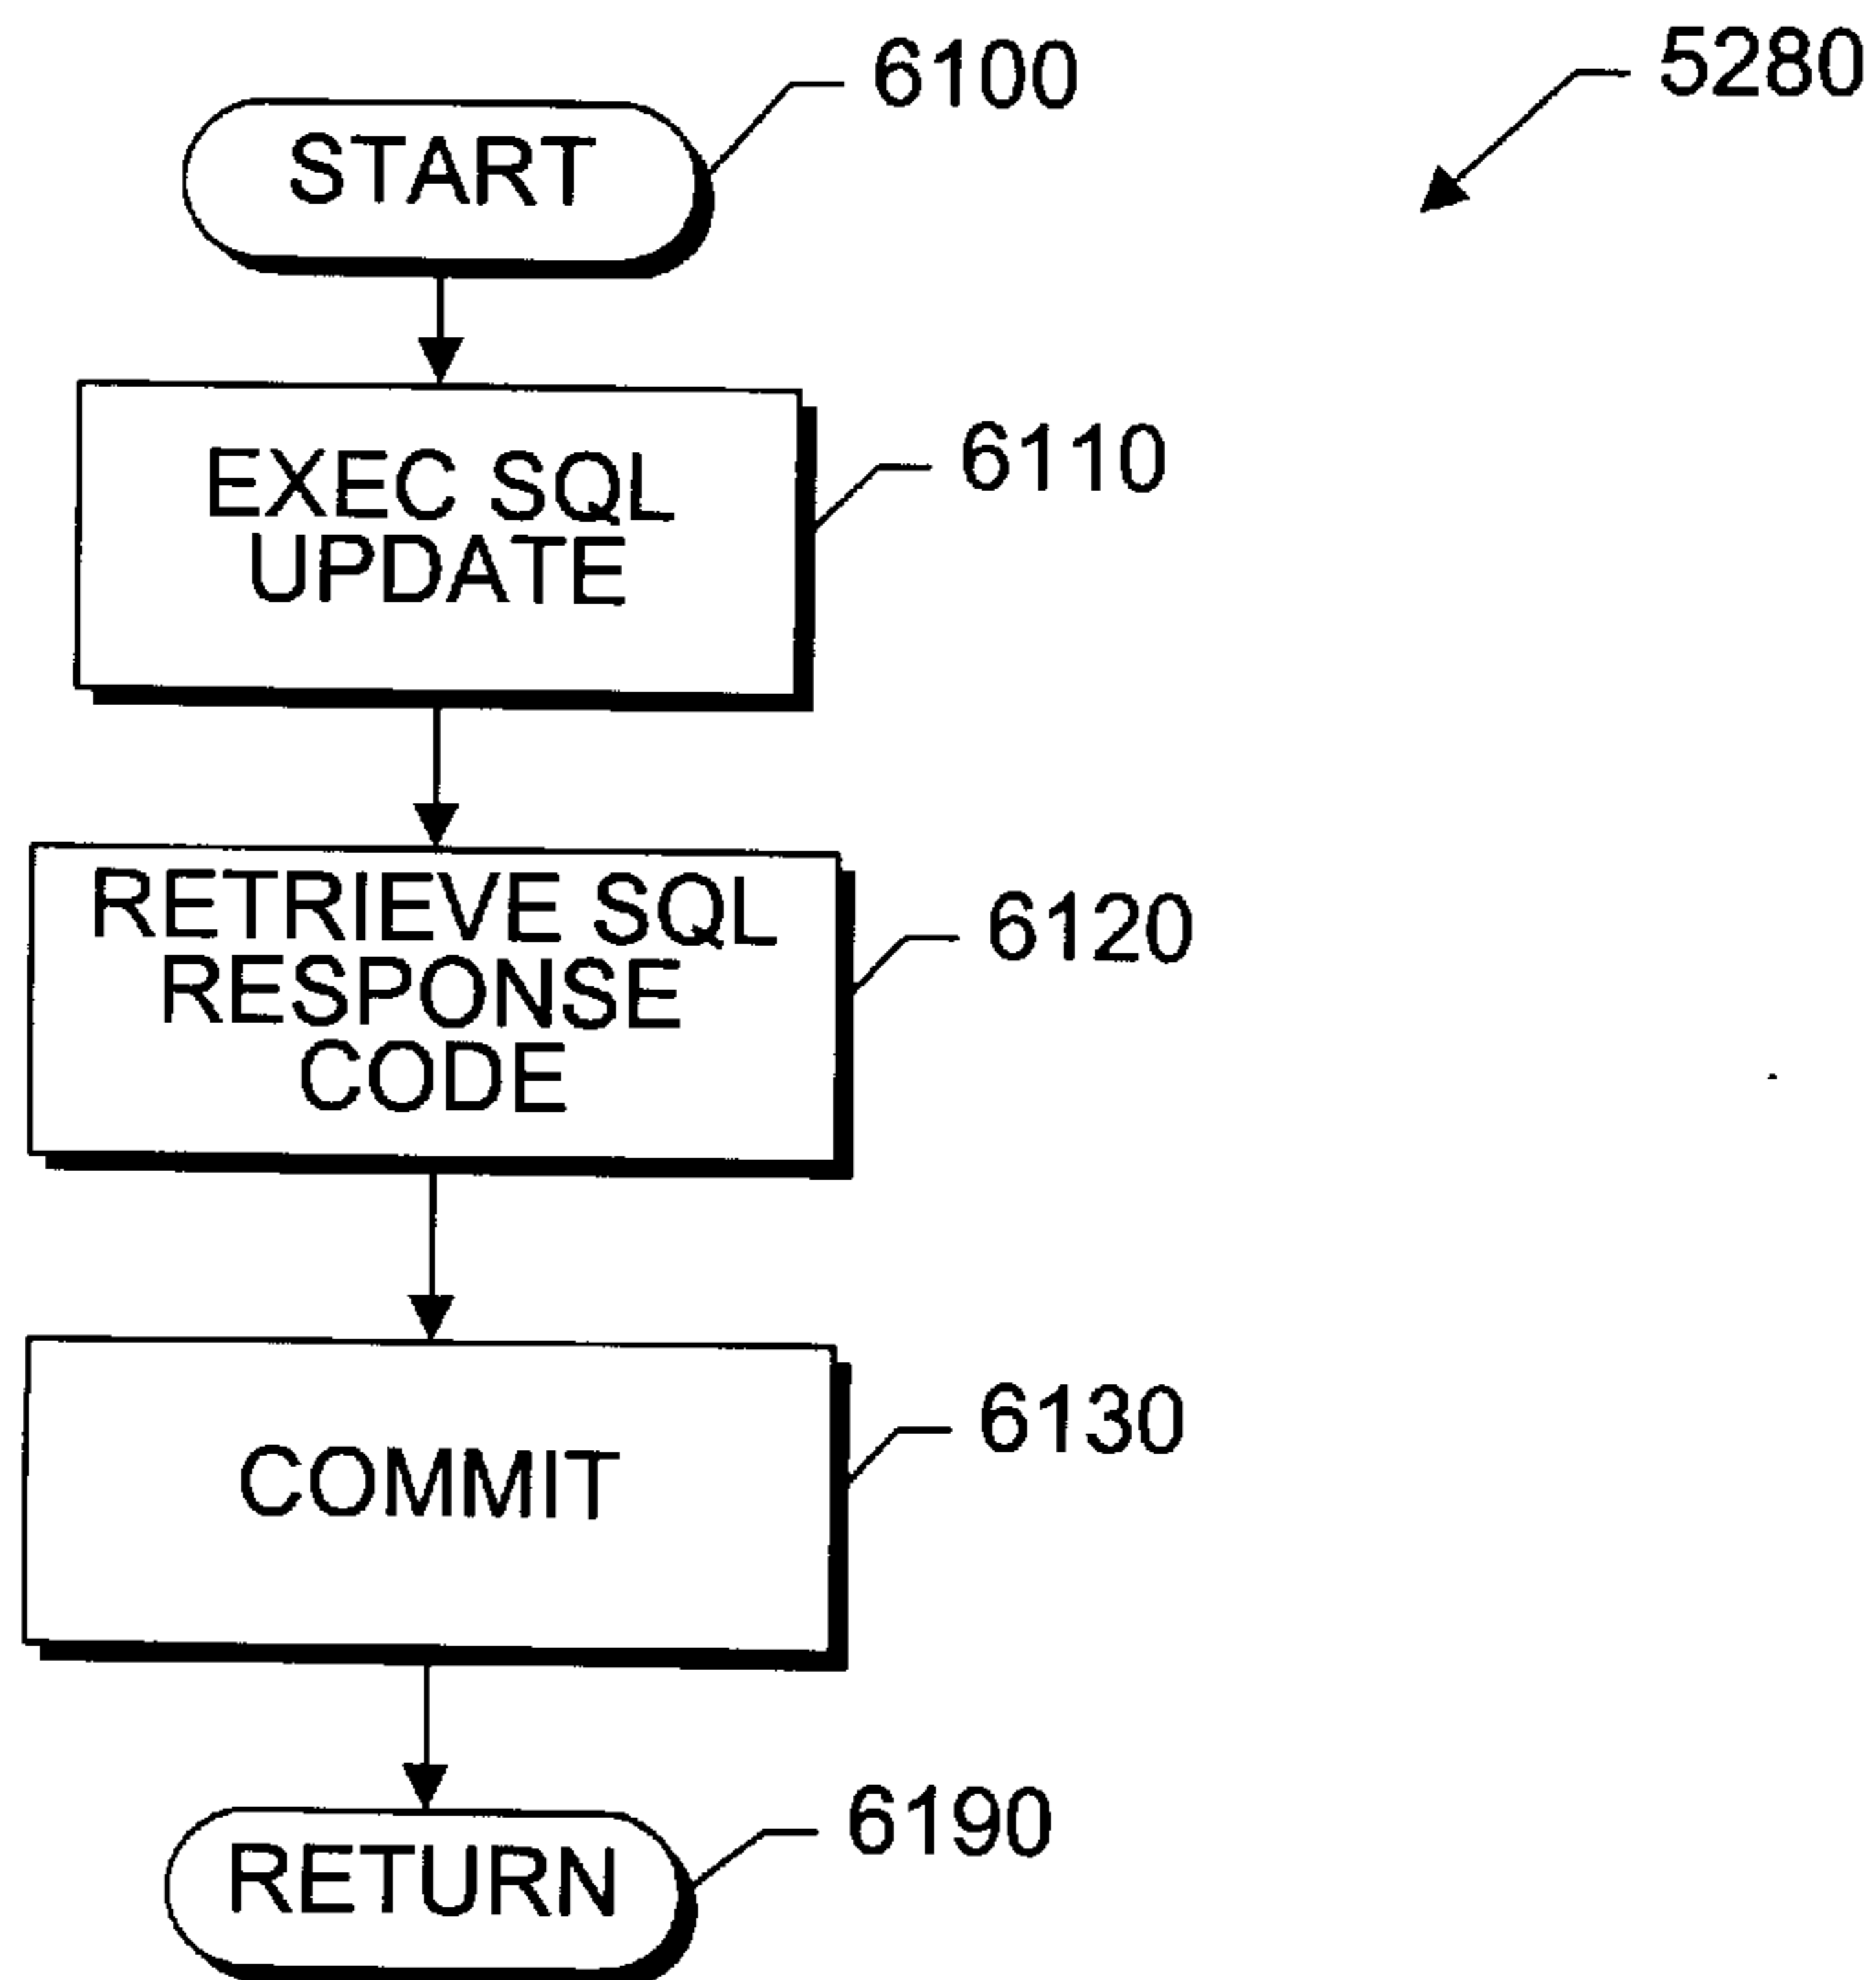 6100
5280
START
EXEC SQL
UPDATE
6110
RETRIEVE SQL
RESPONSE
CODE
6120
COMMIT
6130
RETURN
6190